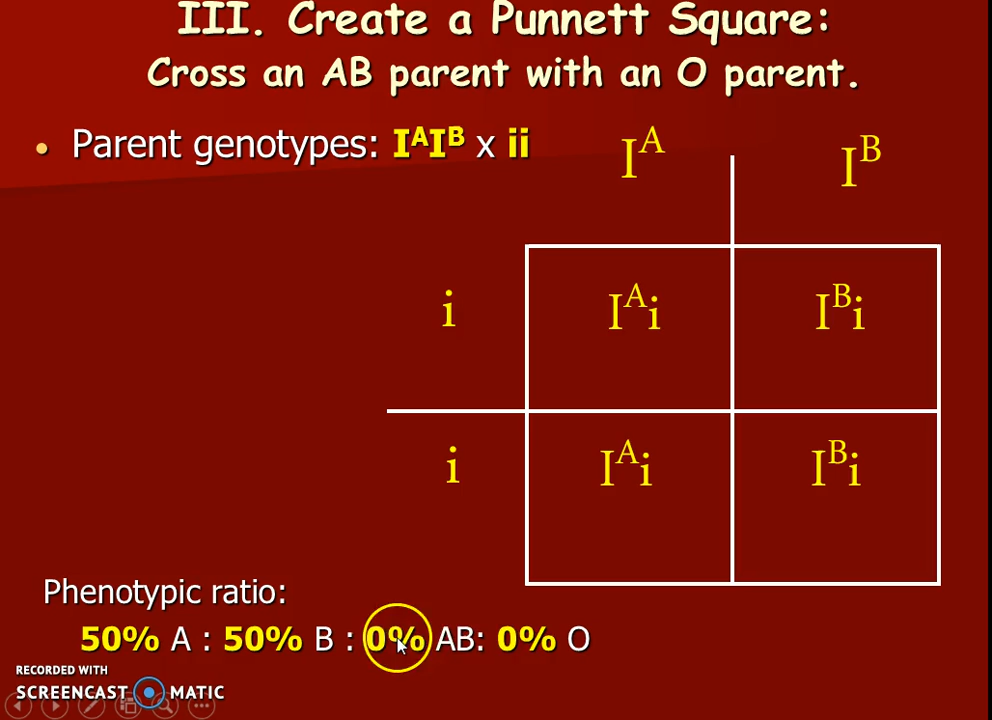 III. Create a Punnett Square:
Cross an AB parent with an O parent.
• Parent genotypes: IᴬIᴮ x ii
Iᴬ Iᴮ
i Iᴬi Iᴮi
i Iᴬi Iᴮi
Phenotypic ratio:
50% A : 50% B : 0% AB: 0% O
RECORDED WITH
SCREENCAST MATIC